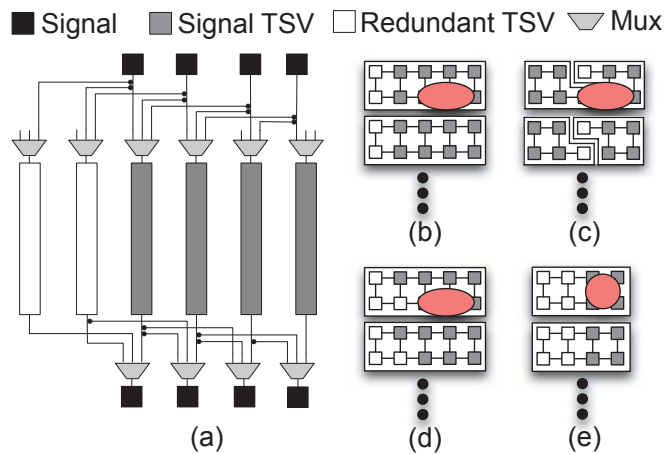 Signal Signal TSV Redundant TSV Mux
(a)
(b)
(c)
(d)
(e)